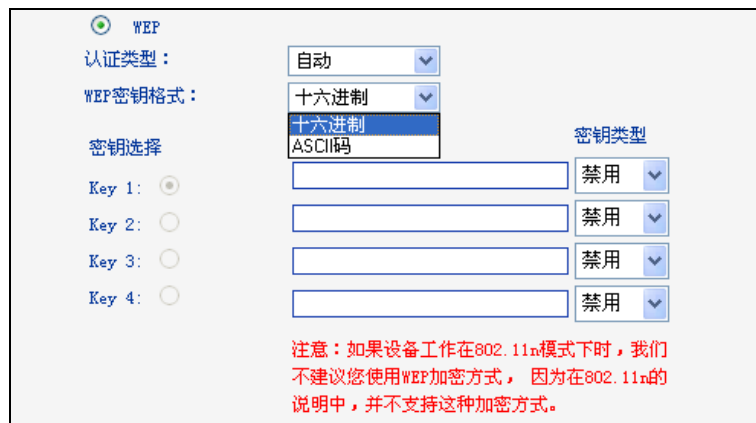 WEP
认证类型： 自动
WEP密钥格式： 十六进制
十六进制
ASCII码
密钥选择 密钥类型
Key 1: 禁用
Key 2: 禁用
Key 3: 禁用
Key 4: 禁用
注意：如果设备工作在802.11n模式下时，我们
不建议您使用WEP加密方式， 因为在802.11n的
说明中，并不支持这种加密方式。